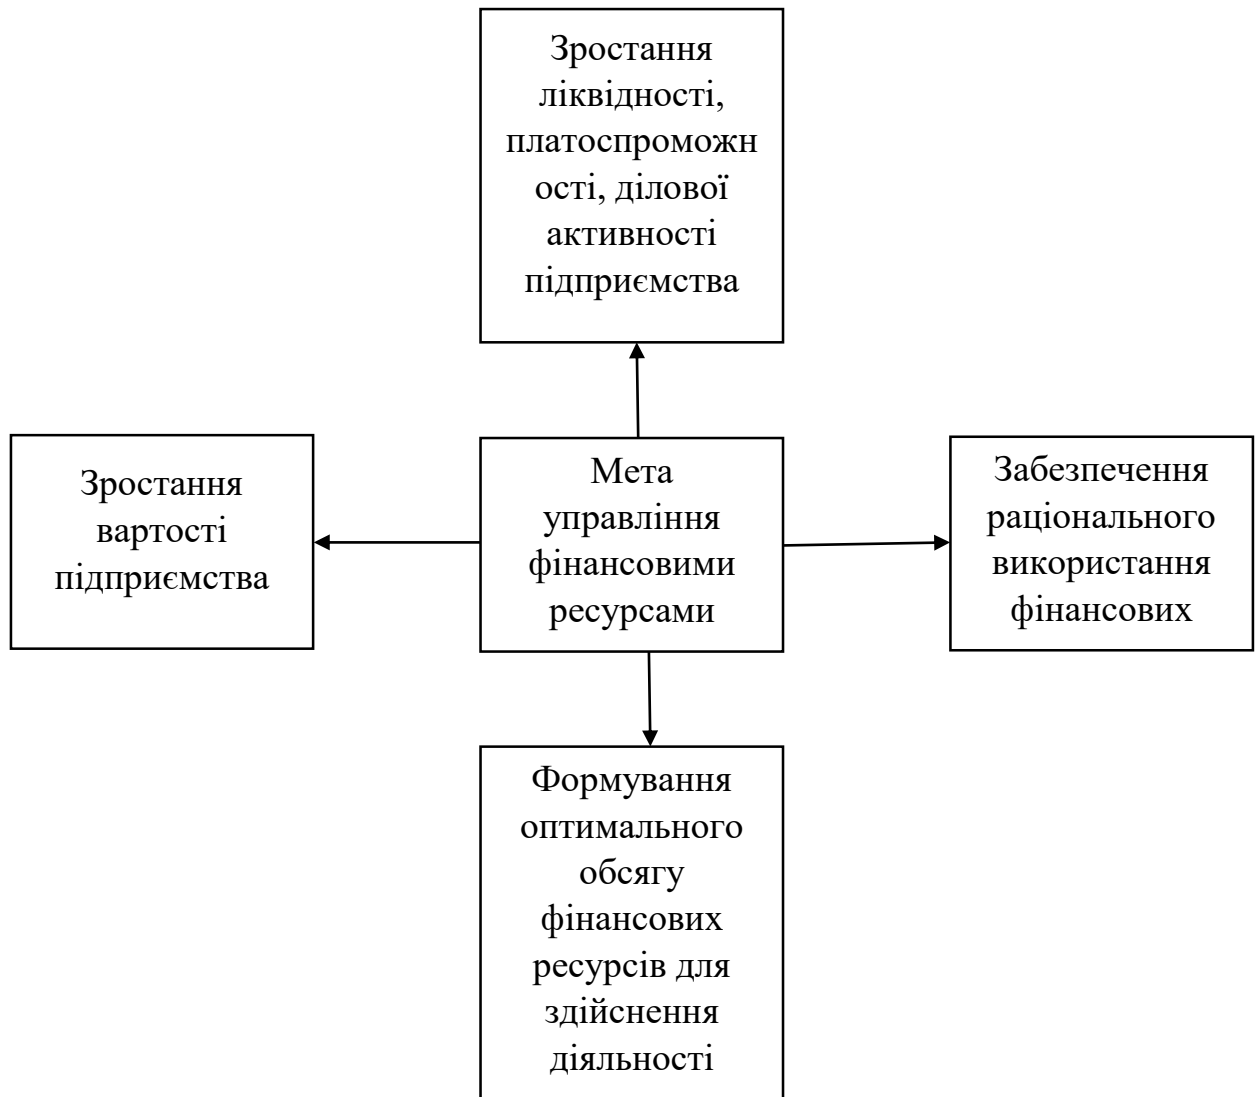 Зростання
ліквідності,
платоспроможн
ості, ділової
активності
підприємства
Зростання
вартості
підприємства
Мета
управління
фінансовими
ресурсами
Забезпечення
раціонального
використання
фінансових
Формування
оптимального
обсягу
фінансових
ресурсів для
здійснення
діяльності